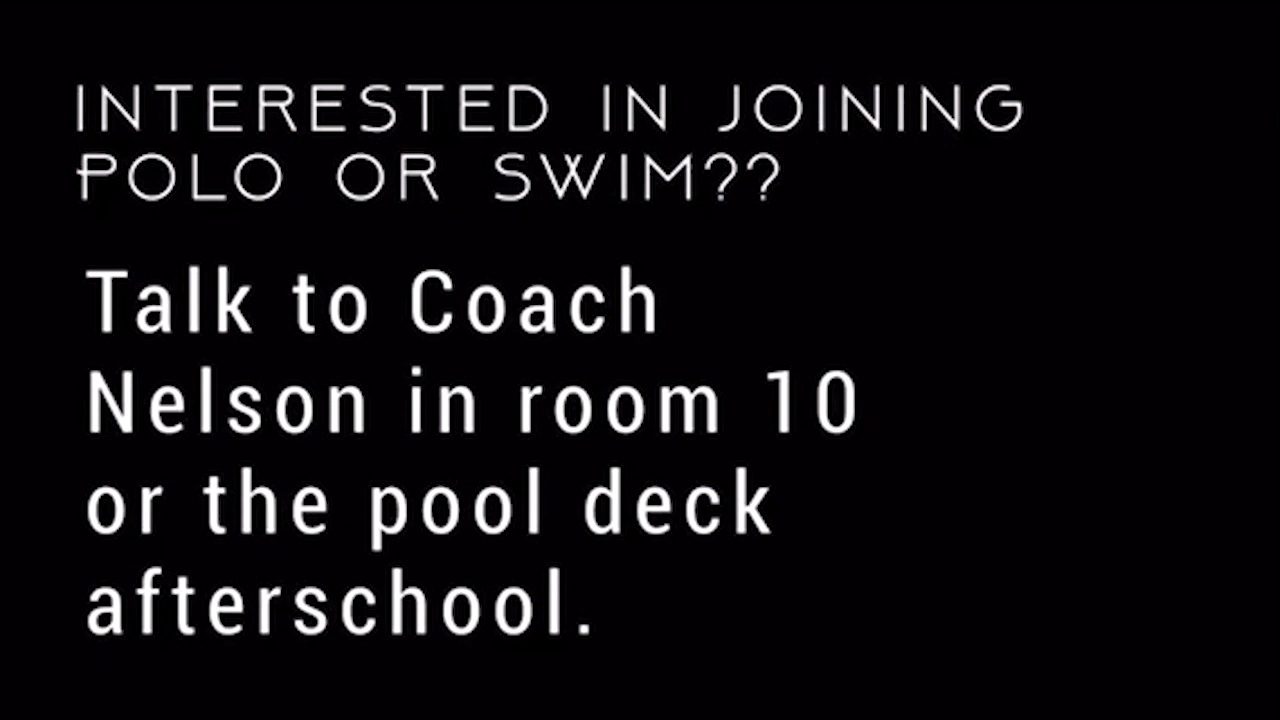 INTERESTED IN JOINING
POLO OR SWIM??
Talk to Coach
Nelson in room 10
or the pool deck
afterschool.